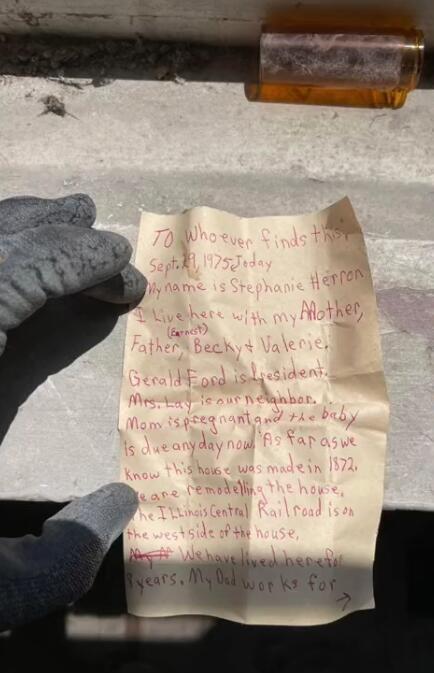 TO Whoever finds this,
Sept. 29, 1975 Today
My name is Stephanie Herron
I Live here with my Mother,
(Earnest)
Father, Becky + Valerie.
Gerald Ford is President.
Mrs. Lay is our neighbor.
Mom is pregnant and the baby
is due any day now. As far as we
know this house was made in 1872.
We are remodelling the house.
The Illinois Central Railroad is on
the west side of the house.
We have lived here for
8 years. My Dad works for
→